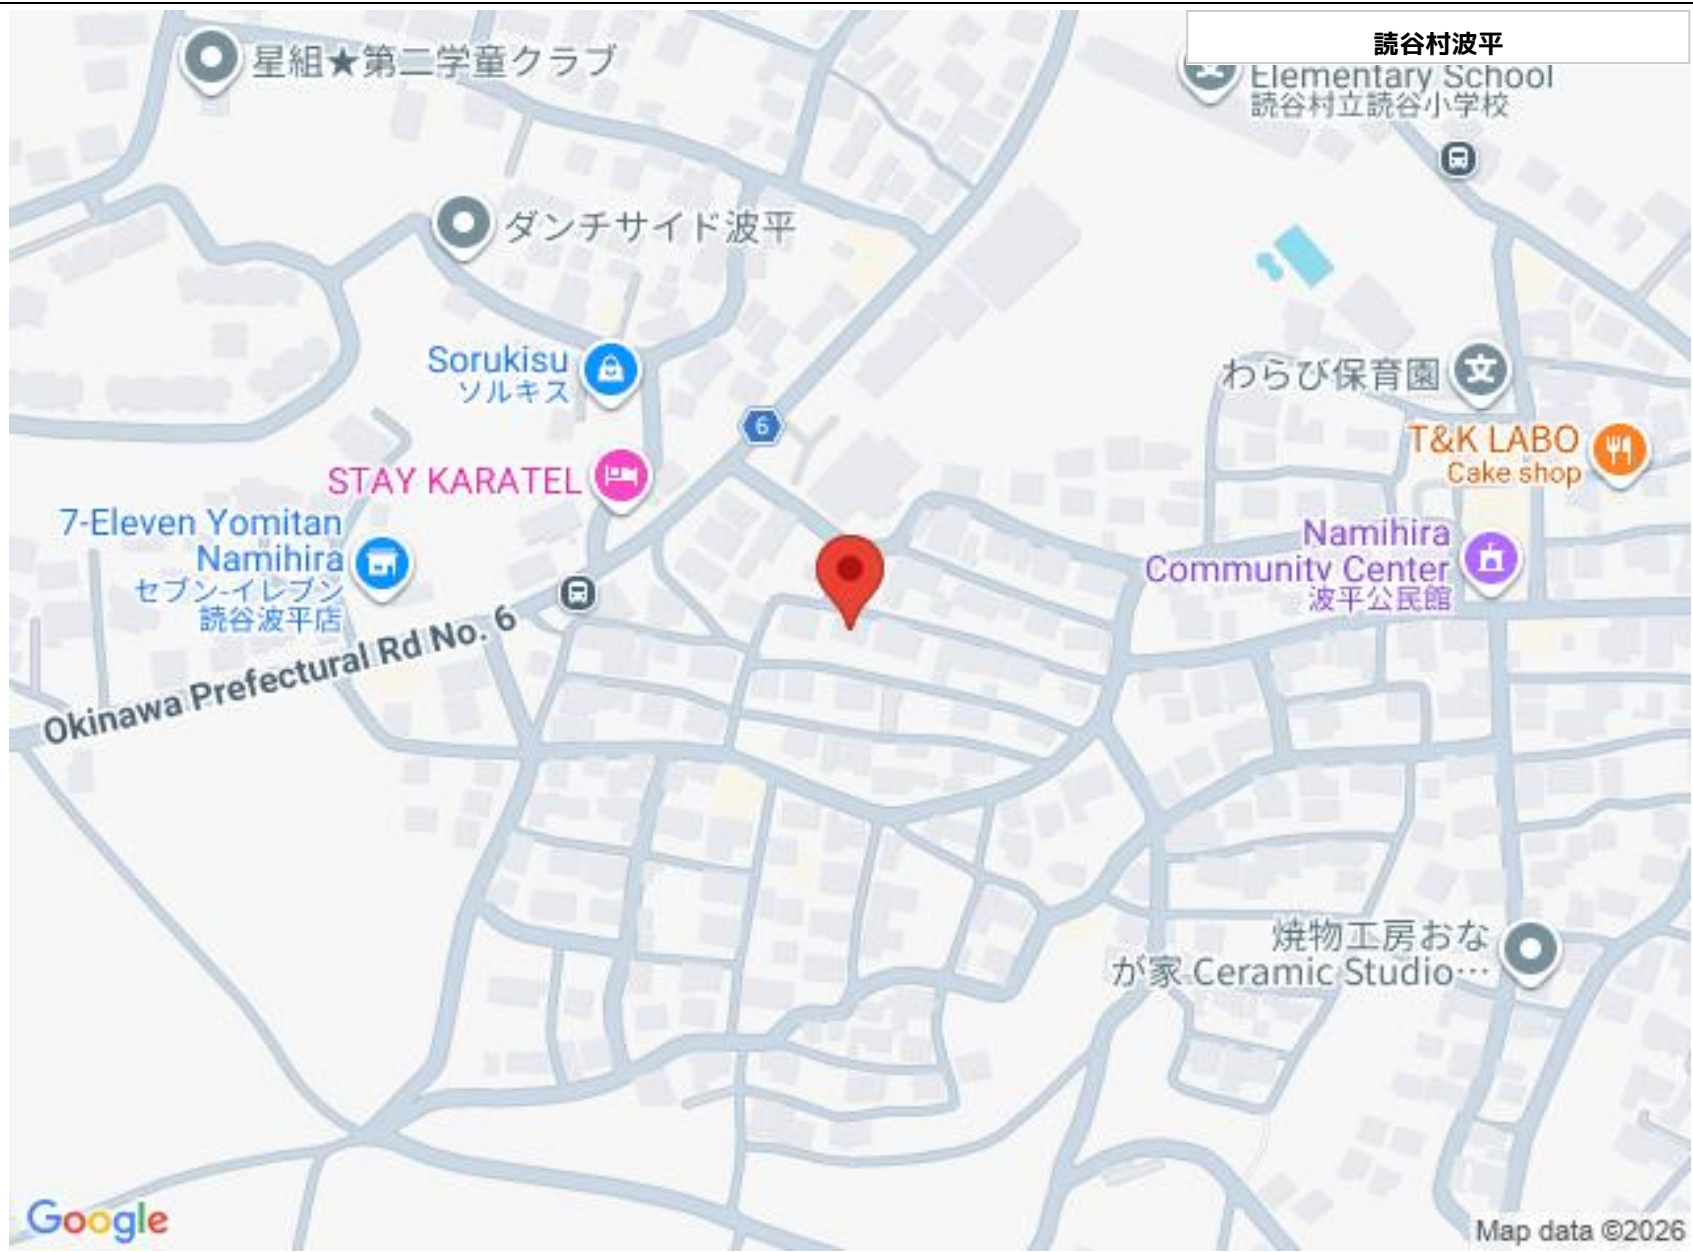 読谷村波平
星組★第二学童クラブ
Elementary School
読谷村立読谷小学校
ダンチサイド波平
Sorukisu
ソルキス
6
わらび保育園
T&K LABO
Cake shop
STAY KARATEL
7-Eleven Yomitan
Namihira
セブン-イレブン
読谷波平店
Namihira
Community Center
波平公民館
Okinawa Prefectural Rd No. 6
焼物工房おな
が家 Ceramic Studio…
Google
Map data ©2026